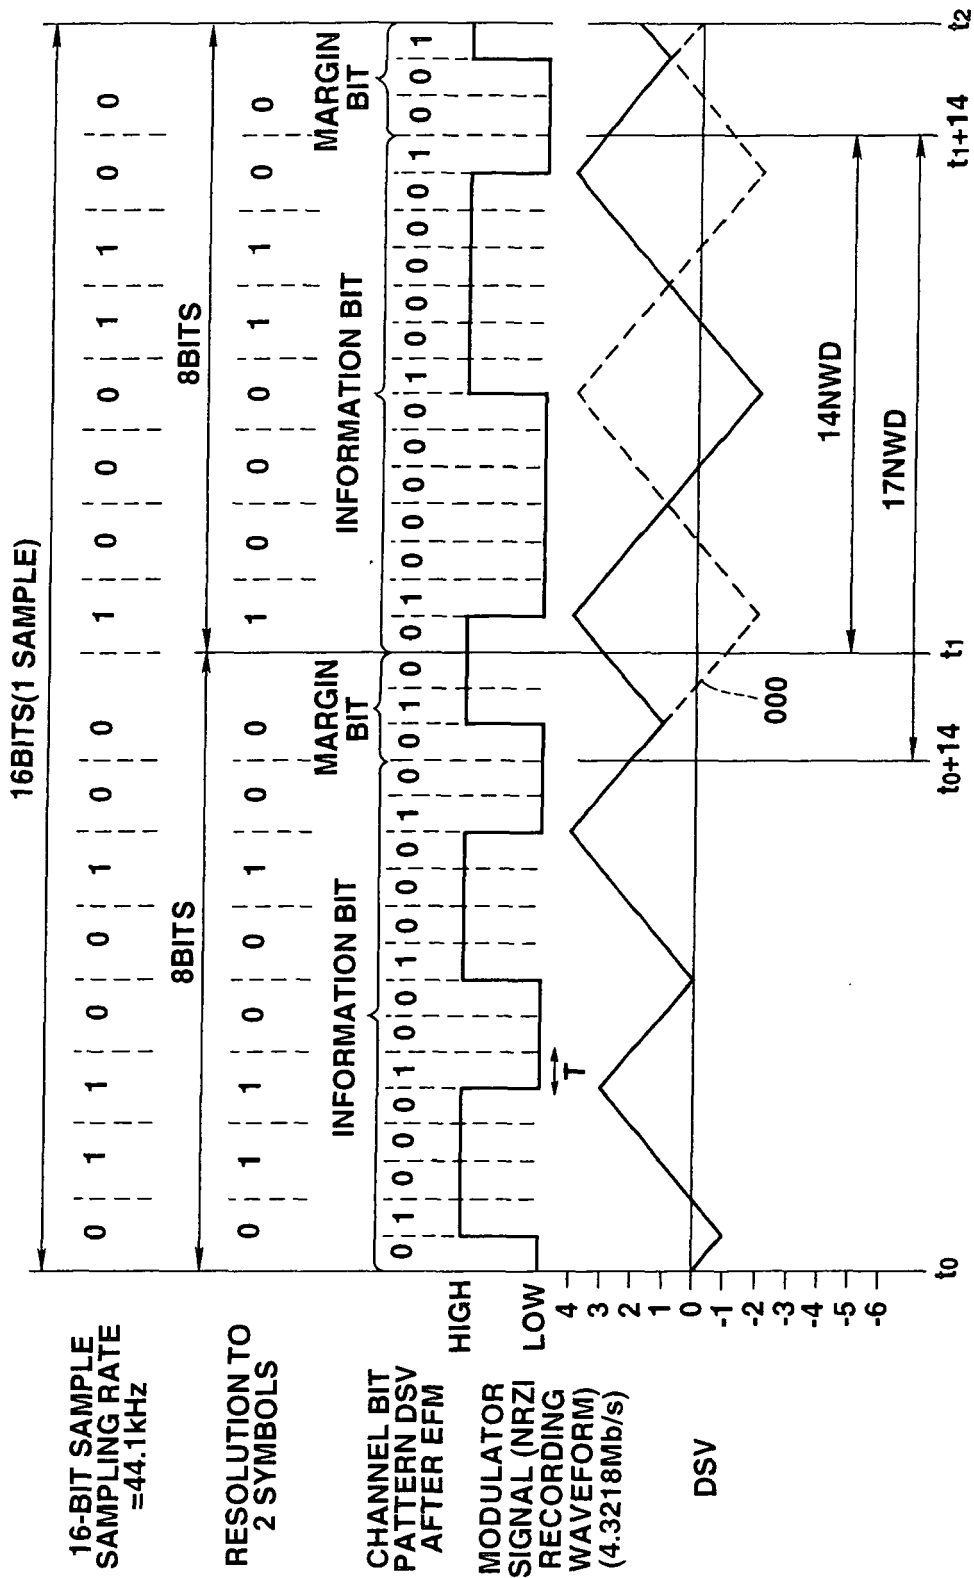 16BITS(1 SAMPLE)
16-BIT SAMPLE
SAMPLING RATE
=44.1kHz
0 1 1 0 0 1 0 0 1 0 0 0 1 1 0 0
8BITS 8BITS
RESOLUTION TO
2 SYMBOLS
0 1 1 0 0 1 0 0 1 0 0 0 1 1 0 0
INFORMATION BIT MARGIN BIT INFORMATION BIT MARGIN BIT
CHANNEL BIT
PATTERN DSV
AFTER EFM
0 1 0 0 0 1 0 0 1 0 0 0 1 0 0 1 0 0 1 0 0 0 0 0 1 0 0 0 0 0 1 0 0 1
HIGH
LOW
MODULATOR
SIGNAL (NRZI
RECORDING
WAVEFORM)
(4.3218Mb/s)
T
DSV
4
3
2
1
0
-1
-2
-3
-4
-5
-6
000
14NWD
17NWD
t0 t0+14 t1 t1+14 t2